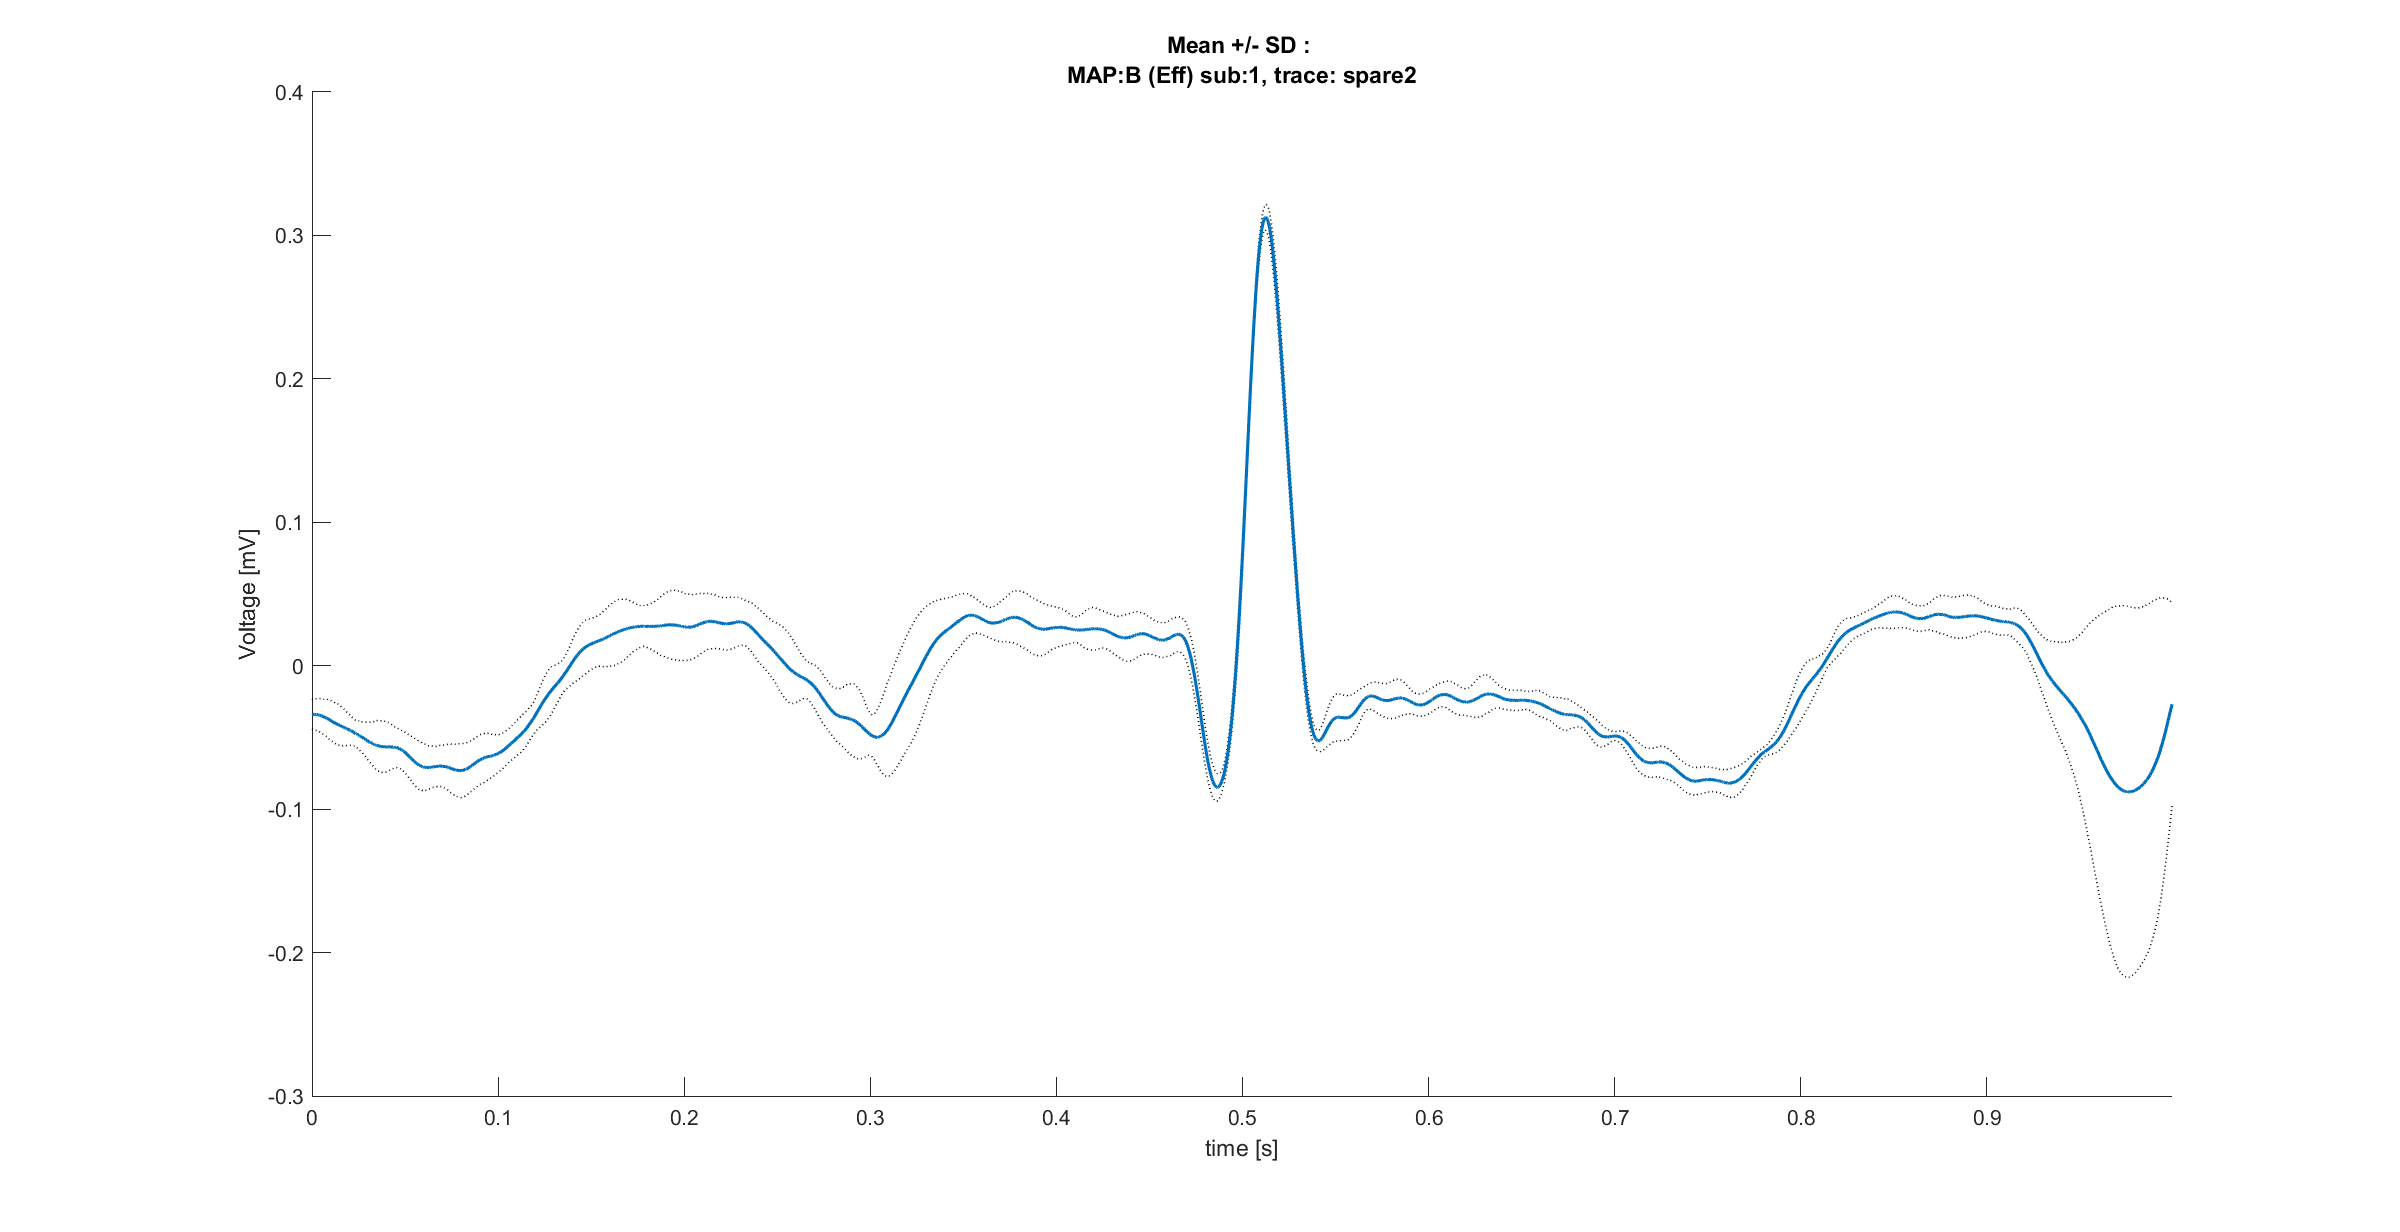 Mean +/- SD :
MAP:B (Eff) sub:1, trace: spare2
0.4
0.3
0.2
0.1
0
-0.1
-0.2
-0.3
Voltage [mV]
0 0.1 0.2 0.3 0.4 0.5 0.6 0.7 0.8 0.9
time [s]